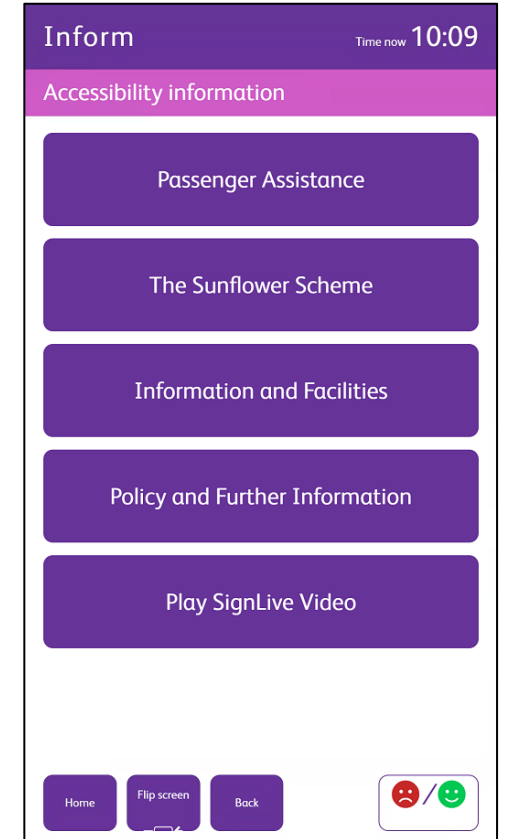 Inform
Time now 10:09
Accessibility information
Passenger Assistance
The Sunflower Scheme
Information and Facilities
Policy and Further Information
Play SignLive Video
Home
Flip screen
Back
/